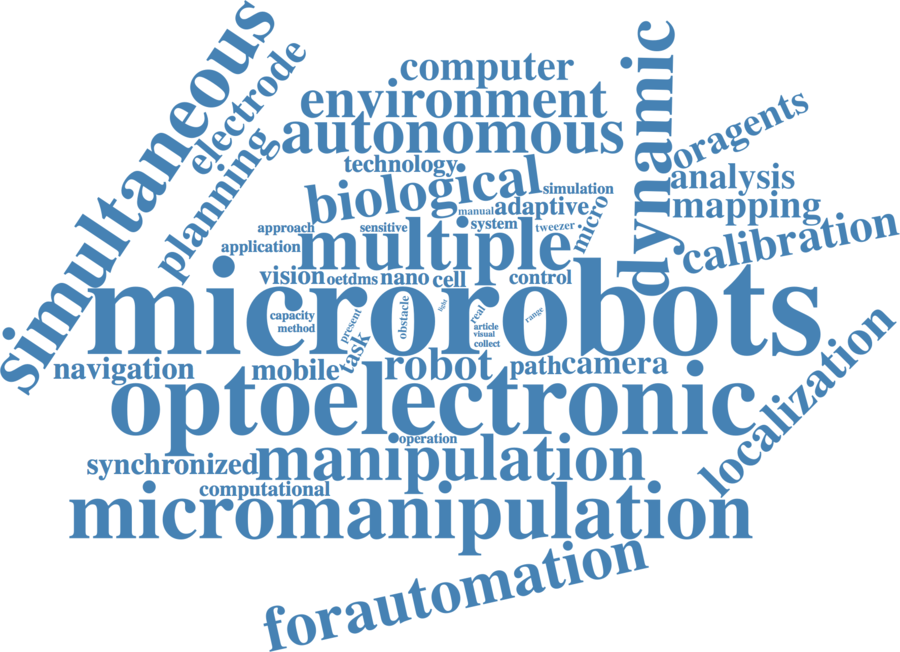 simultaneous
electrode
planning
computer
environment
autonomous
technology
biological
simulation
manual
adaptive
dynamic
oragents
analysis
mapping
calibration
approach
sensitive
system
tweezer
micro
application
multiple
vision
oetdms
nano
cell
control
microrobots
capacity
method
present
obstacle
light
real
article
visual
collect
range
task
navigation
mobile
robot
path
camera
optoelectronic
localization
operation
synchronized
manipulation
computational
micromanipulation
forautomation